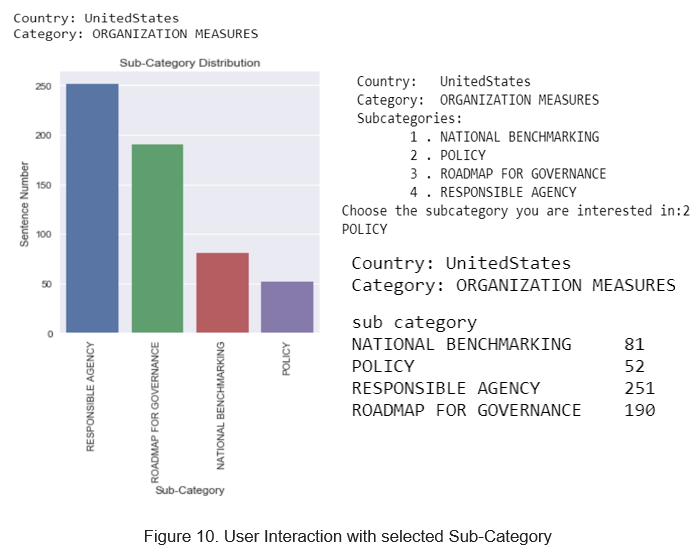 Country: UnitedStates
Category: ORGANIZATION MEASURES
Sub-Category Distribution
250
200
150
100
50
0
Sentence Number
RESPONSIBLE AGENCY
ROADMAP FOR GOVERNANCE
NATIONAL BENCHMARKING
POLICY
Sub-Category
Country: UnitedStates
Category: ORGANIZATION MEASURES
Subcategories:
1 . NATIONAL BENCHMARKING
2 . POLICY
3 . ROADMAP FOR GOVERNANCE
4 . RESPONSIBLE AGENCY
Choose the subcategory you are interested in:2
POLICY
Country: UnitedStates
Category: ORGANIZATION MEASURES
sub category
NATIONAL BENCHMARKING 81
POLICY 52
RESPONSIBLE AGENCY 251
ROADMAP FOR GOVERNANCE 190
Figure 10. User Interaction with selected Sub-Category